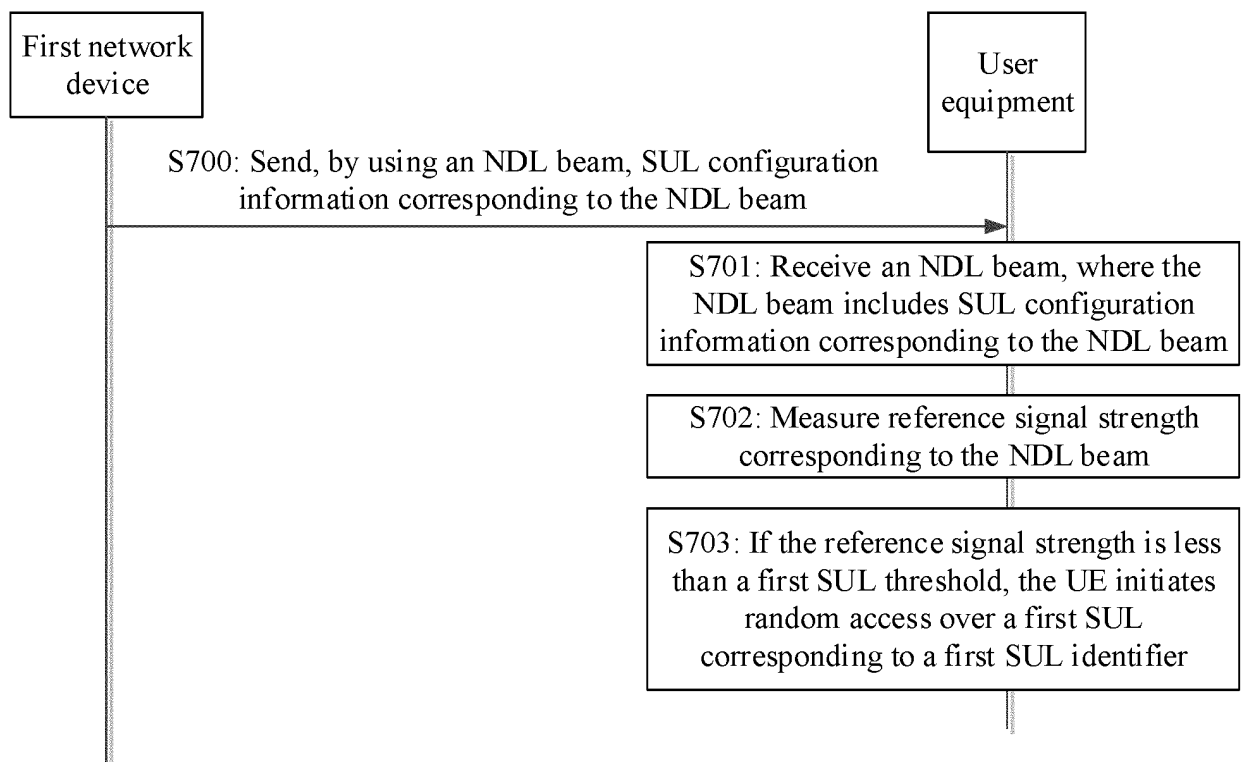 First network
device
User
equipment
S700: Send, by using an NDL beam, SUL configuration
information corresponding to the NDL beam
S701: Receive an NDL beam, where the
NDL beam includes SUL configuration
information corresponding to the NDL beam
S702: Measure reference signal strength
corresponding to the NDL beam
S703: If the reference signal strength is less
than a first SUL threshold, the UE initiates
random access over a first SUL
corresponding to a first SUL identifier